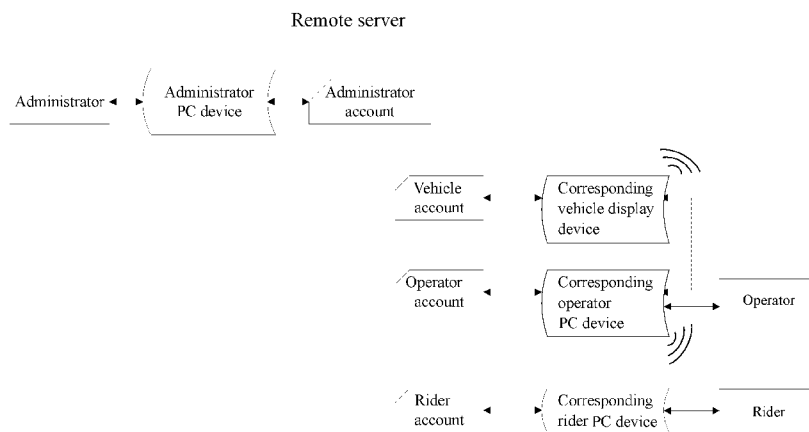 Remote server
Administrator
Administrator
PC device
Administrator
account
Vehicle
account
Corresponding
vehicle display
device
Operator
account
Corresponding
operator
PC device
Operator
Rider
account
Corresponding
rider PC device
Rider